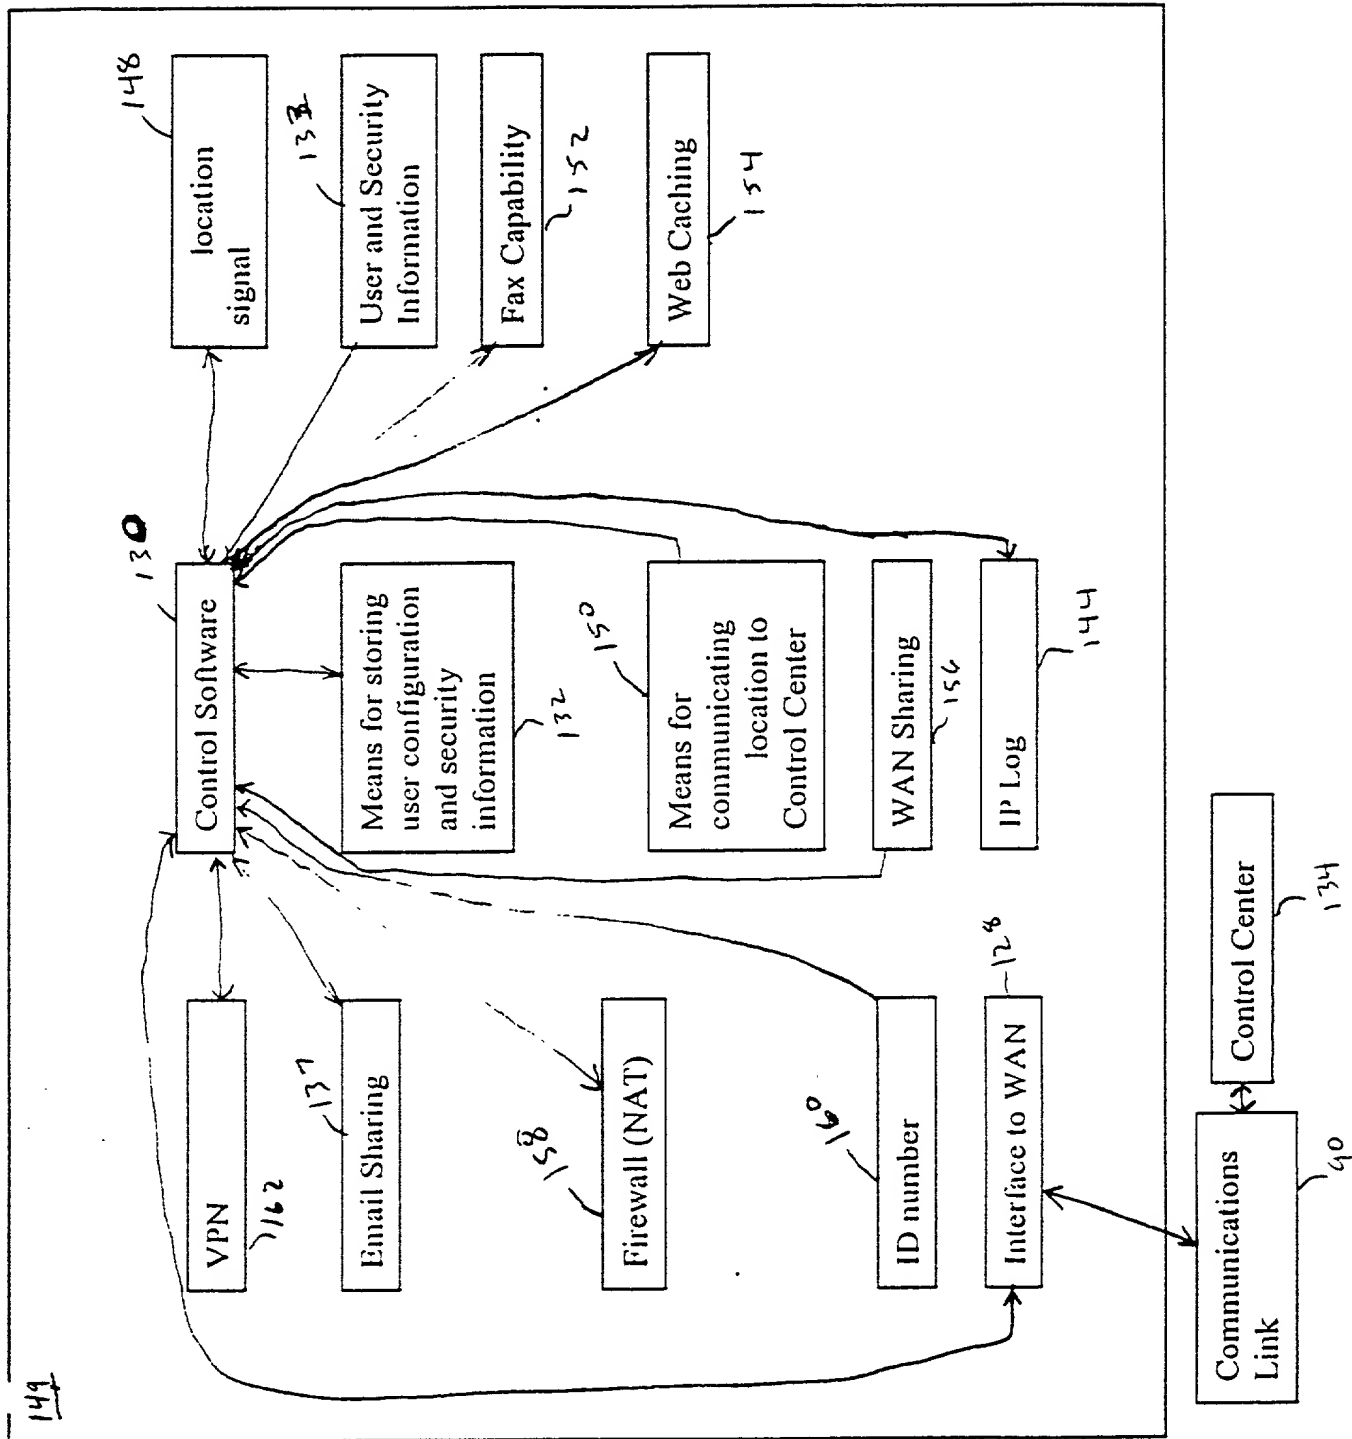 149
VPN
162
Email Sharing
137
Firewall (NAT)
158
ID number
160
Interface to WAN
128
130
Control Software
Means for storing
user configuration
and security
information
132
150
Means for
communicating
location to
Control Center
WAN Sharing
156
IP Log
144
148
location
signal
User and Security
Information
Fax Capability
152
Web Caching
154
Communications
Link
90
Control Center
134